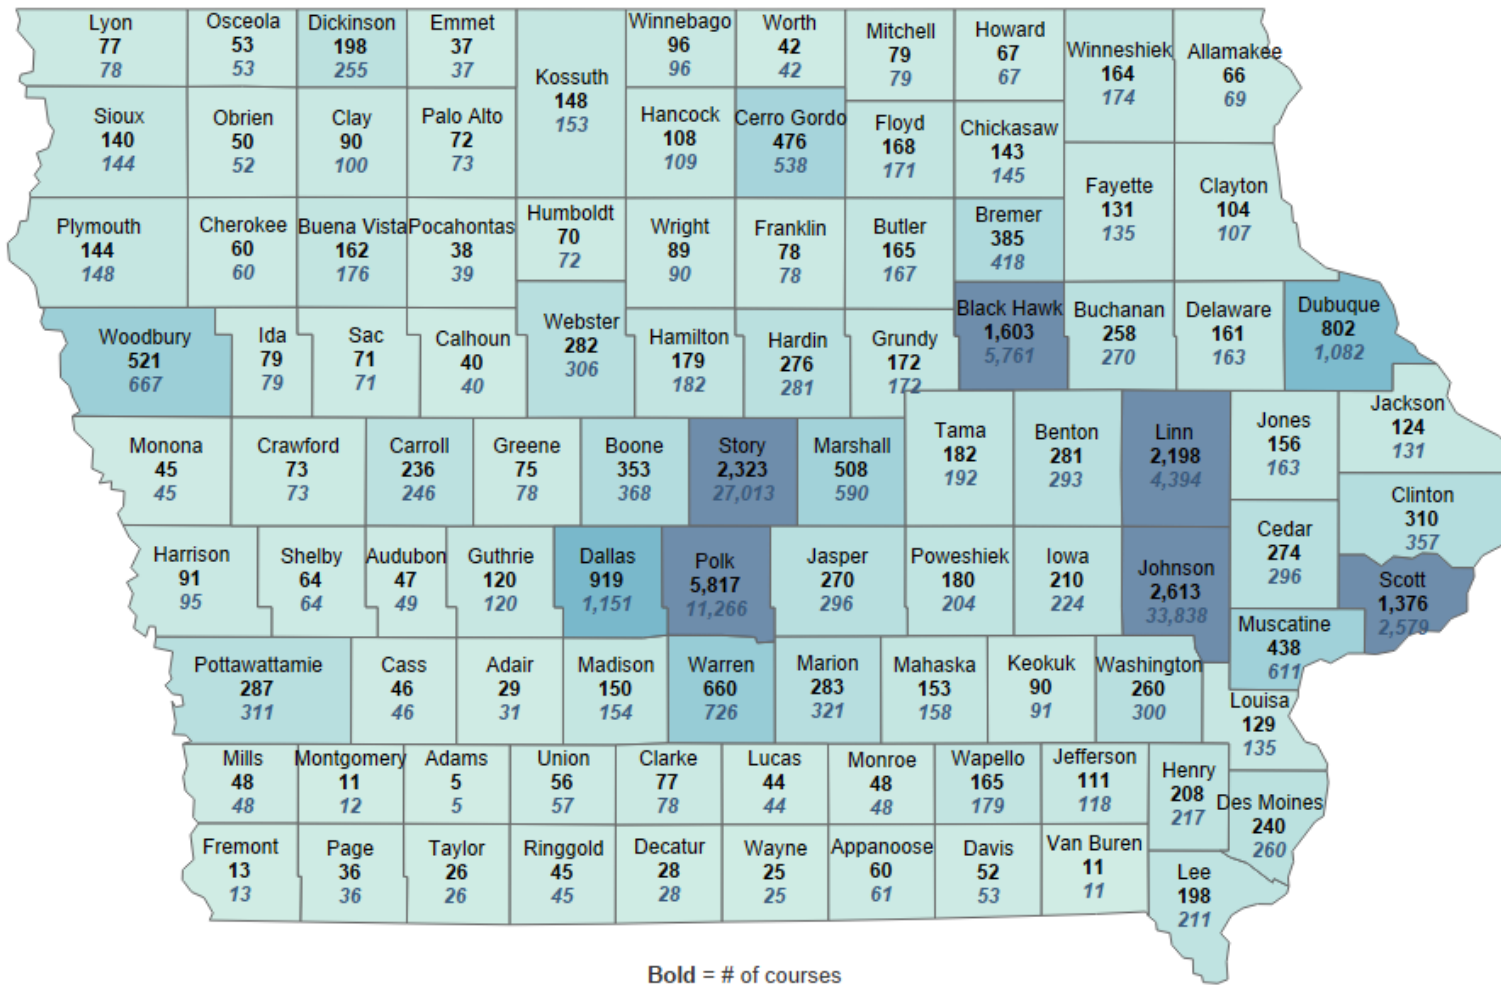 Lyon
77
78
Osceola
53
53
Dickinson
198
255
Emmet
37
37
Kossuth
148
153
Winnebago
96
96
Worth
42
42
Mitchell
79
79
Howard
67
67
Winneshiek
164
174
Allamakee
66
69
Sioux
140
144
Obrien
50
52
Clay
90
100
Palo Alto
72
73
Hancock
108
109
Cerro Gordo
476
538
Floyd
168
171
Chickasaw
143
145
Fayette
131
135
Clayton
104
107
Plymouth
144
148
Cherokee
60
60
Buena Vista
162
176
Pocahontas
38
39
Humboldt
70
72
Wright
89
90
Franklin
78
78
Butler
165
167
Bremer
385
418
Woodbury
521
667
Ida
79
79
Sac
71
71
Calhoun
40
40
Webster
282
306
Hamilton
179
182
Hardin
276
281
Grundy
172
172
Black Hawk
1,603
5,761
Buchanan
258
270
Delaware
161
163
Dubuque
802
1,082
Monona
45
45
Crawford
73
73
Carroll
236
246
Greene
75
78
Boone
353
368
Story
2,323
27,013
Marshall
508
590
Tama
182
192
Benton
281
293
Linn
2,198
4,394
Jones
156
163
Jackson
124
131
Clinton
310
357
Harrison
91
95
Shelby
64
64
Audubon
47
49
Guthrie
120
120
Dallas
919
1,151
Polk
5,817
11,266
Jasper
270
296
Poweshiek
180
204
Iowa
210
224
Johnson
2,613
33,838
Cedar
274
296
Scott
1,376
2,579
Muscatine
438
611
Pottawattamie
287
311
Cass
46
46
Adair
29
31
Madison
150
154
Warren
660
726
Marion
283
321
Mahaska
153
158
Keokuk
90
91
Washington
260
300
Louisa
129
135
Mills
48
48
Montgomery
11
12
Adams
5
5
Union
56
57
Clarke
77
78
Lucas
44
44
Monroe
48
48
Wapello
165
179
Jefferson
111
118
Henry
208
217
Des Moines
240
260
Fremont
13
13
Page
36
36
Taylor
26
26
Ringgold
45
45
Decatur
28
28
Wayne
25
25
Appanoose
60
61
Davis
52
53
Van Buren
11
11
Lee
198
211
Bold = # of courses